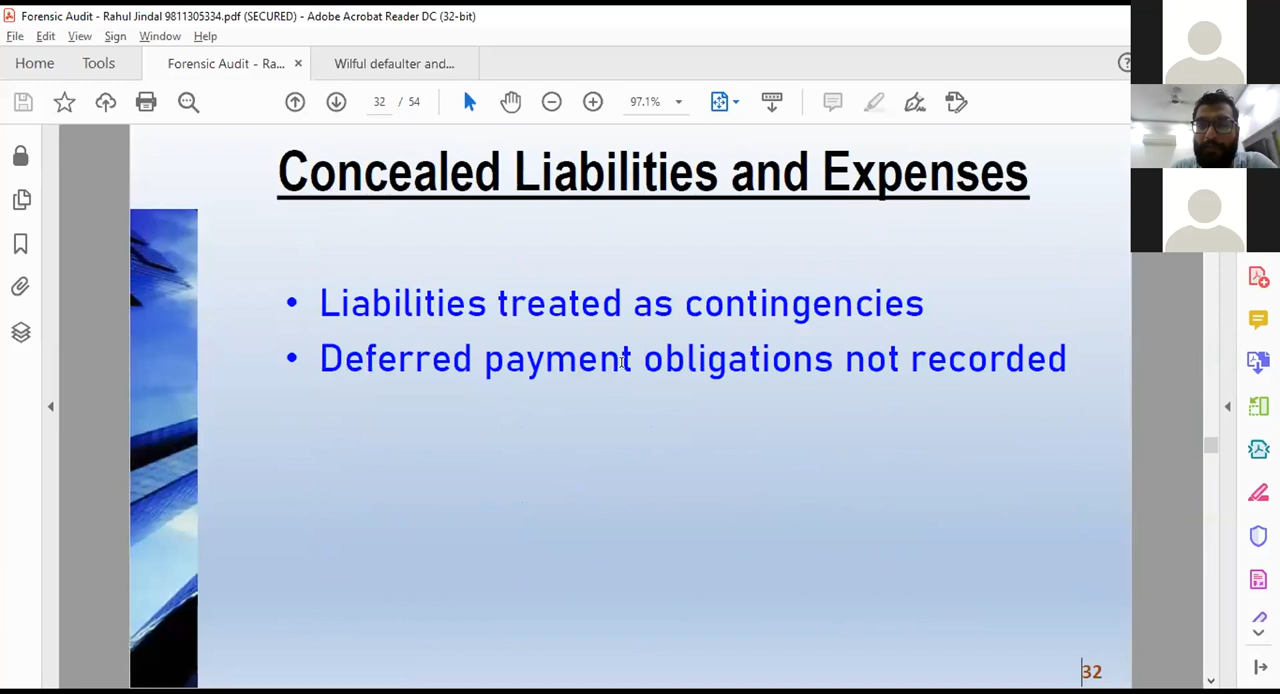 Forensic Audit - Rahul Jindal 9811305334.pdf (SECURED) - Adobe Acrobat Reader DC (32-bit)
File Edit View Sign Window Help
Home Tools Forensic Audit - Ra... × Wilful defaulter and...
32 / 54 97.1%
Concealed Liabilities and Expenses
• Liabilities treated as contingencies
• Deferred payment obligations not recorded
32